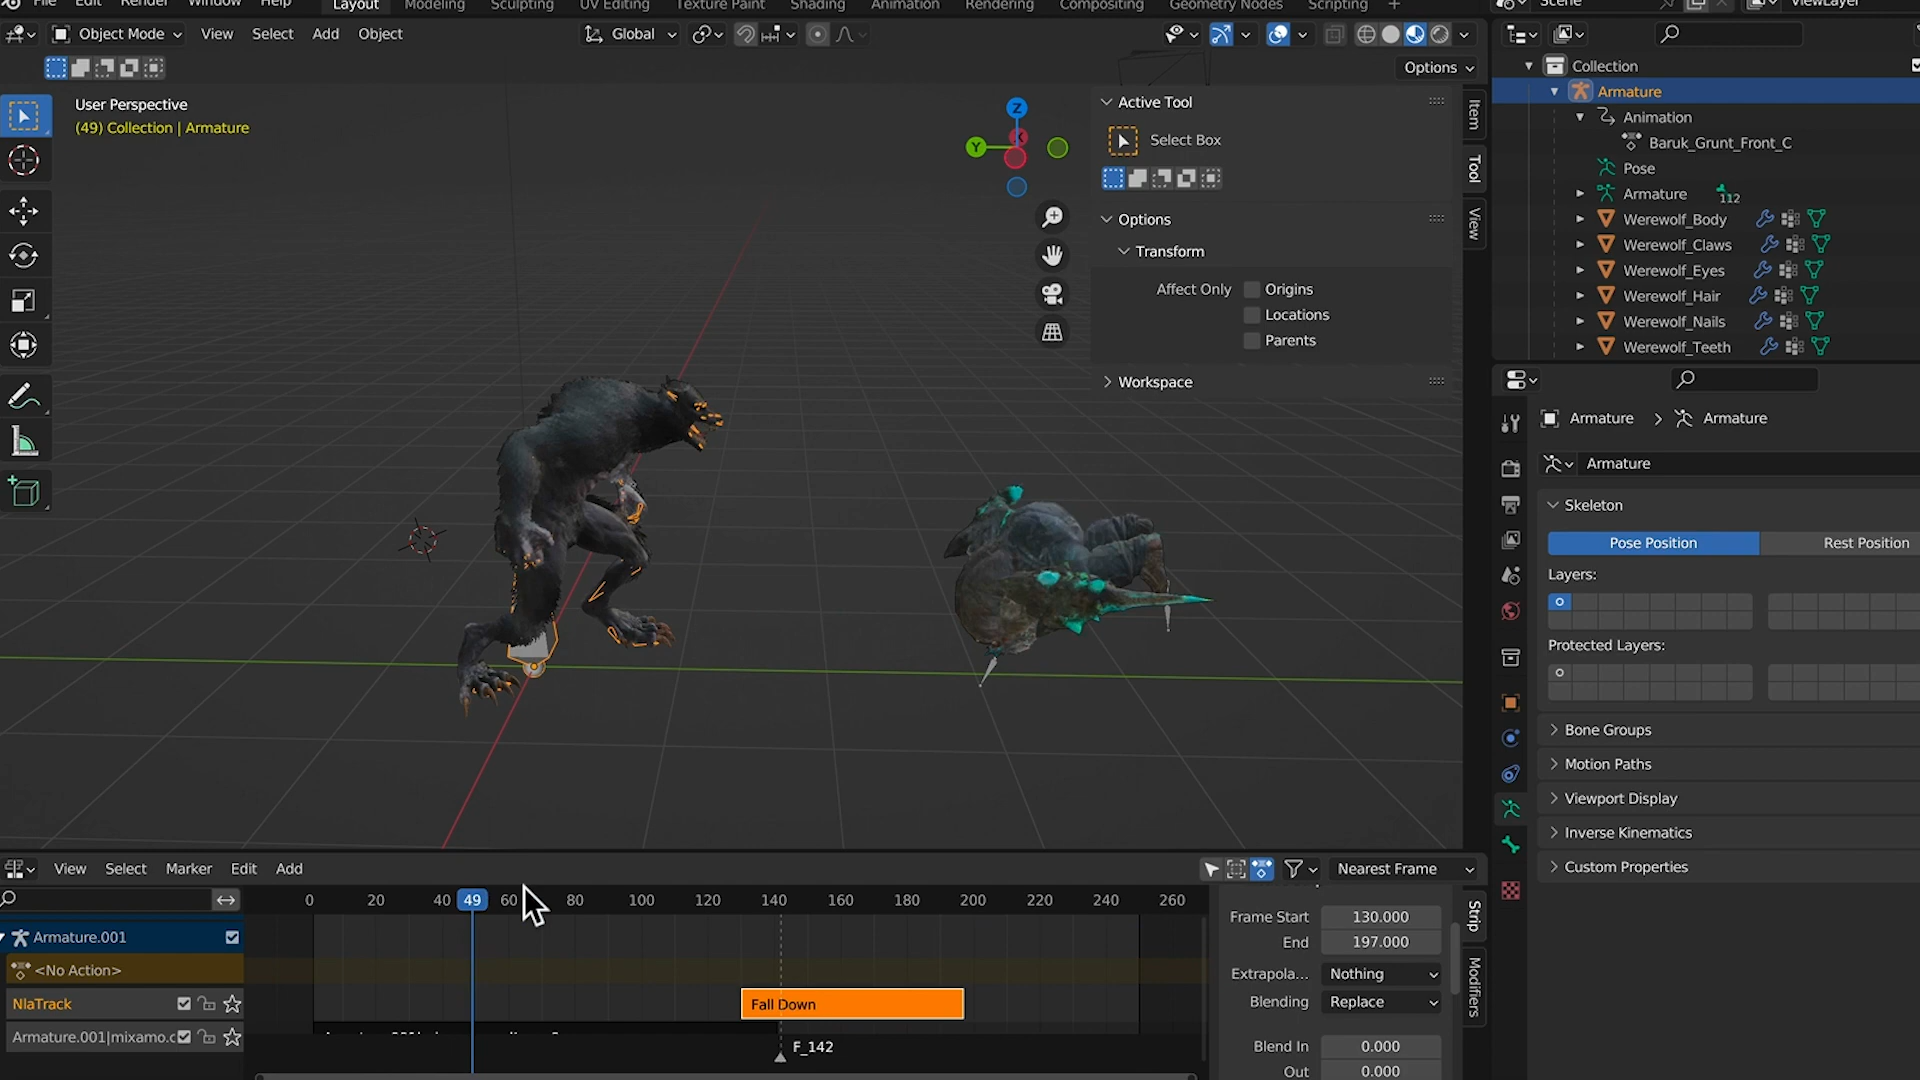 File Edit Render Window Help Layout Modeling Sculpting UV Editing Texture Paint Shading Animation Rendering Compositing Geometry Nodes Scripting + Scene ViewLayer
Object Mode View Select Add Object Global
Options
User Perspective
(49) Collection | Armature
Z
Y
Active Tool
Select Box
Options
Transform
Affect Only Origins
Locations
Parents
Workspace
Item
Tool
View
Collection
Armature
Animation
Baruk_Grunt_Front_C
Pose
Armature 112
Werewolf_Body
Werewolf_Claws
Werewolf_Eyes
Werewolf_Hair
Werewolf_Nails
Werewolf_Teeth
Armature > Armature
Armature
Skeleton
Pose Position Rest Position
Layers:
Protected Layers:
Bone Groups
Motion Paths
Viewport Display
Inverse Kinematics
Custom Properties
View Select Marker Edit Add Nearest Frame
0 20 40 49 60 80 100 120 140 160 180 200 220 240 260
Armature.001
<No Action>
NlaTrack
Armature.001|mixamo.c
Fall Down
F_142
Frame Start 130.000
End 197.000
Extrapola... Nothing
Blending Replace
Blend In 0.000
Out 0.000
Strip
Modifiers